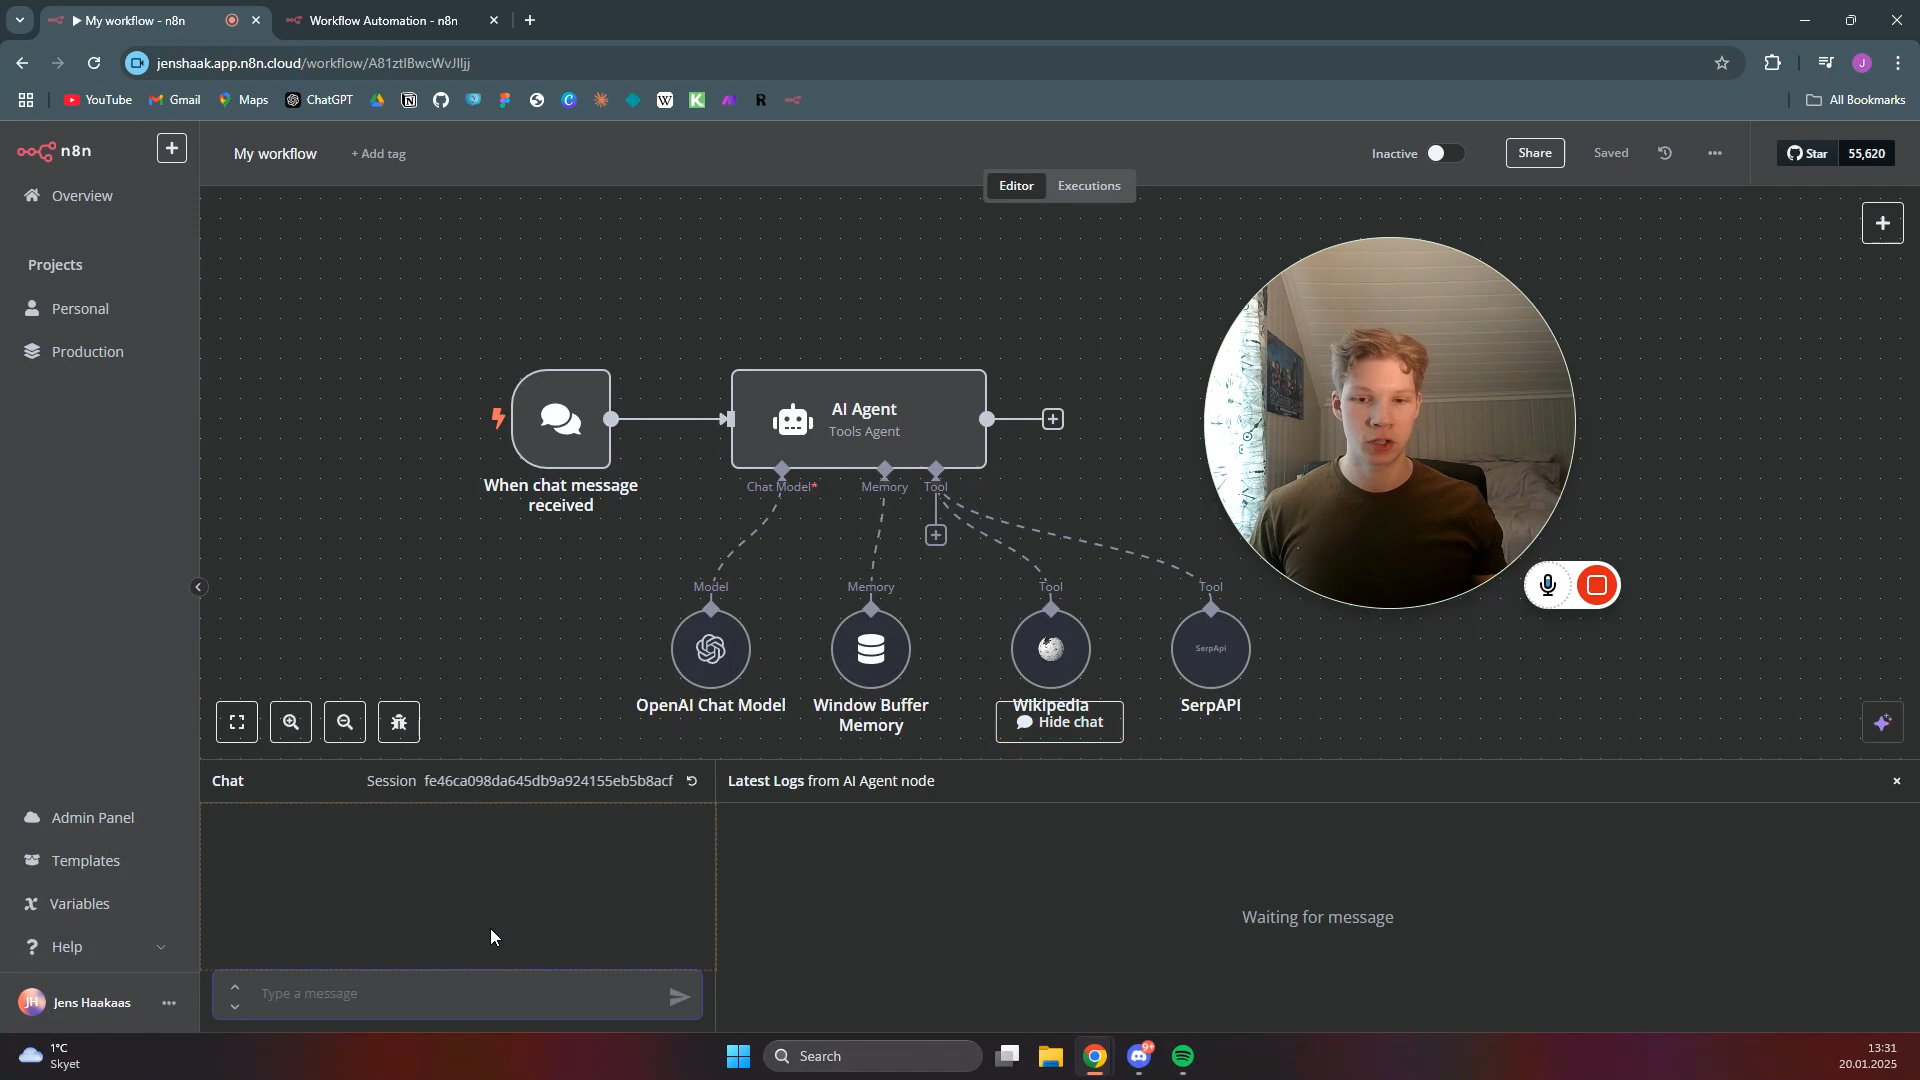 My workflow - n8n
Workflow Automation - n8n
jenshaak.app.n8n.cloud/workflow/A81ztlBwcWvJlljj
YouTube
Gmail
Maps
ChatGPT
All Bookmarks
n8n
My workflow
+ Add tag
Inactive
Share
Saved
Star
55,620
Editor
Executions
Overview
Projects
Personal
Production
AI Agent
Tools Agent
When chat message
received
Chat Model*
Memory
Tool
Model
Memory
Tool
Tool
SerpApi
OpenAI Chat Model
Window Buffer
Memory
Wikipedia
SerpAPI
Hide chat
Chat
Session fe46ca098da645db9a924155eb5b8acf
Latest Logs from AI Agent node
Waiting for message
Type a message
Admin Panel
Templates
Variables
Help
JH
Jens Haakaas
1°C
Skyet
Search
9+
13:31
20.01.2025